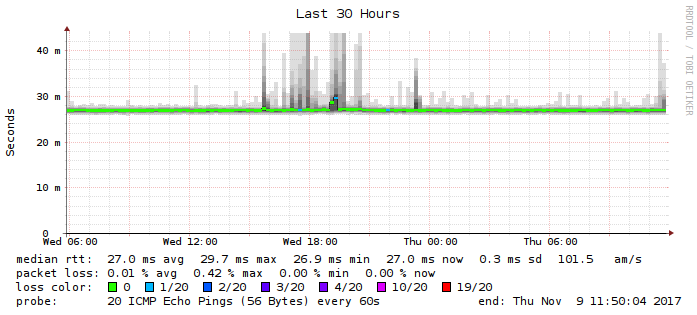 Last 30 Hours
RRDTOOL / TOBI OETIKER
Seconds
40 m
30 m
20 m
10 m
0
Wed 06:00 Wed 12:00 Wed 18:00 Thu 00:00 Thu 06:00
median rtt: 27.0 ms avg 29.7 ms max 26.9 ms min 27.0 ms now 0.3 ms sd 101.5 am/s
packet loss: 0.01 % avg 0.42 % max 0.00 % min 0.00 % now
loss color: 0 1/20 2/20 3/20 4/20 10/20 19/20
probe: 20 ICMP Echo Pings (56 Bytes) every 60s end: Thu Nov 9 11:50:04 2017